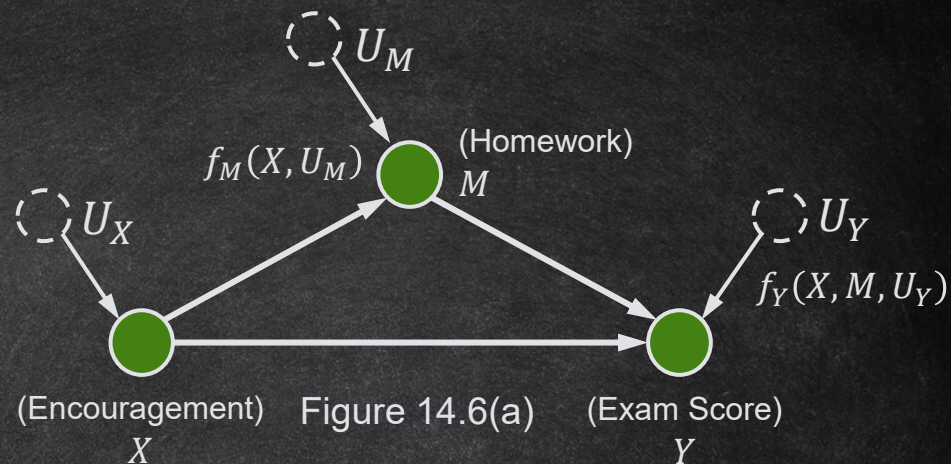 U_M
(Homework)
f_M(X, U_M)
M
U_X
U_Y
f_Y(X, M, U_Y)
(Encouragement)
Figure 14.6(a)
(Exam Score)
X
Y